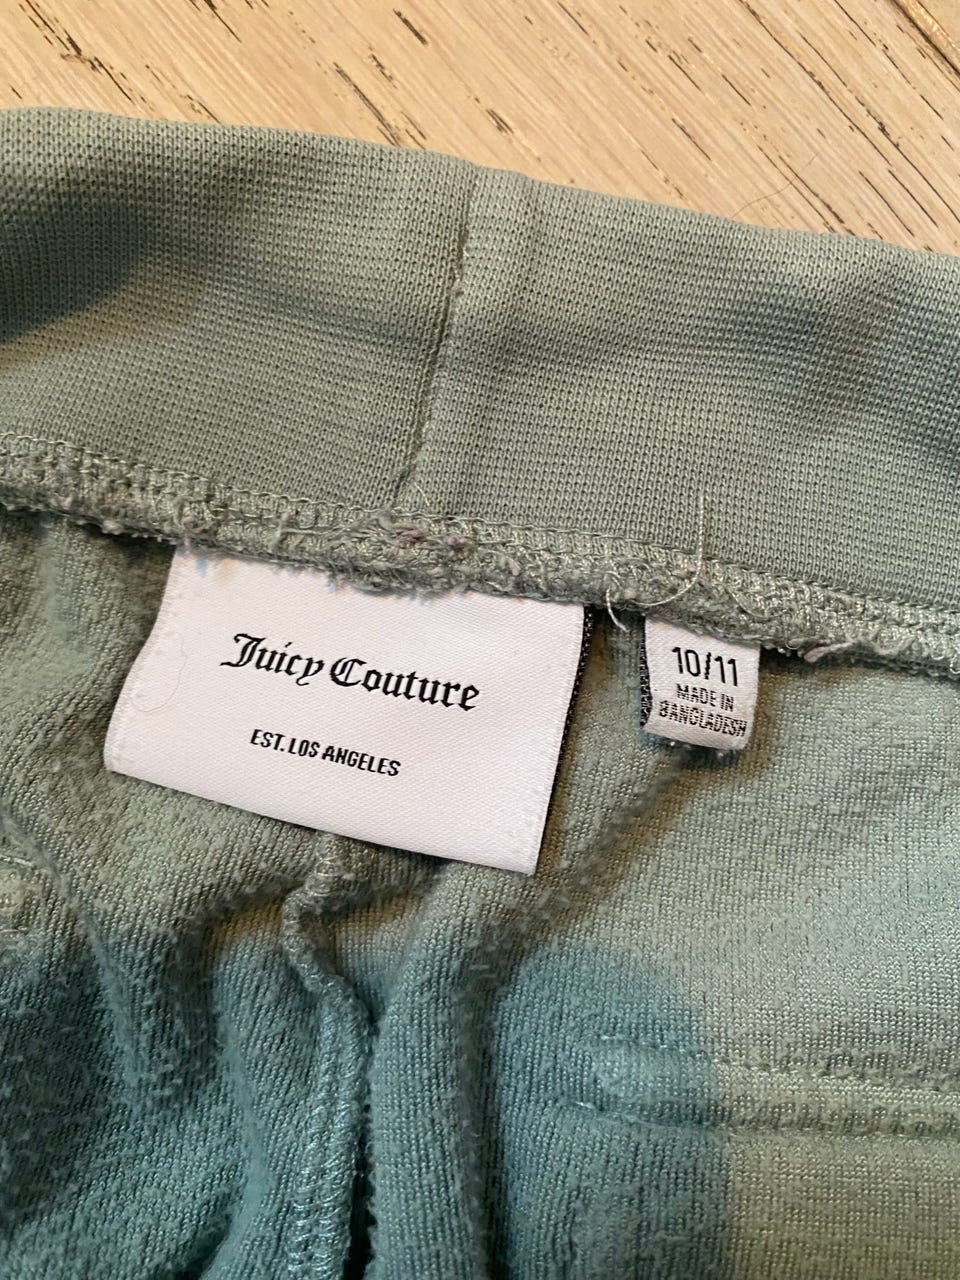 Juicy Couture
EST. LOS ANGELES
10/11
MADE IN
BANGLADESH